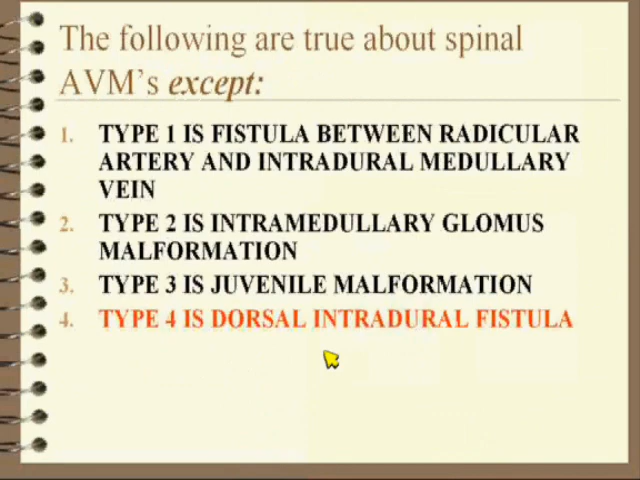 The following are true about spinal
AVM's except:
1. TYPE 1 IS FISTULA BETWEEN RADICULAR
ARTERY AND INTRADURAL MEDULLARY
VEIN
2. TYPE 2 IS INTRAMEDULLARY GLOMUS
MALFORMATION
3. TYPE 3 IS JUVENILE MALFORMATION
4. TYPE 4 IS DORSAL INTRADURAL FISTULA